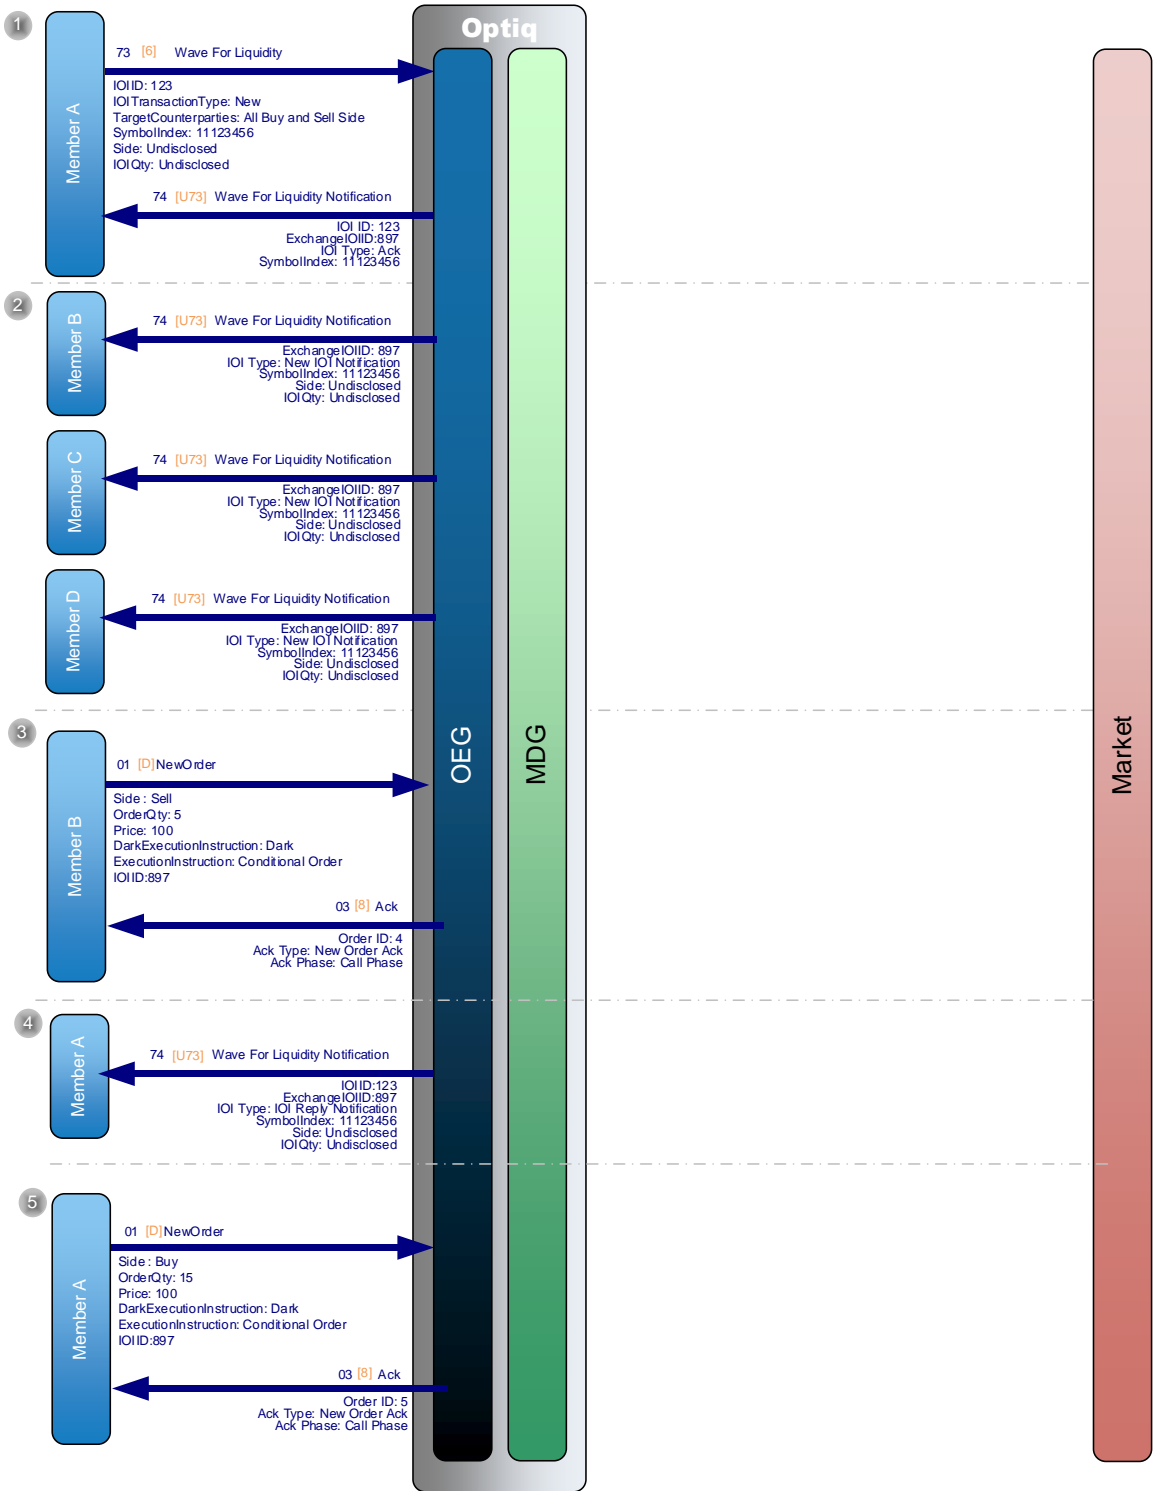 1
Optiq
Member A
73 [6] Wave For Liquidity
IOIID: 123
IOITransactionType: New
TargetCounterparties: All Buy and Sell Side
SymbolIndex: 11123456
Side: Undisclosed
IOIQty: Undisclosed
74 [U73] Wave For Liquidity Notification
IOI ID: 123
ExchangeIOIID:897
IOI Type: Ack
SymbolIndex: 11123456
2
Member B
74 [U73] Wave For Liquidity Notification
ExchangeIOIID: 897
IOI Type: New IOI Notification
SymbolIndex: 11123456
Side: Undisclosed
IOIQty: Undisclosed
Member C
74 [U73] Wave For Liquidity Notification
ExchangeIOIID: 897
IOI Type: New IOI Notification
SymbolIndex: 11123456
Side: Undisclosed
IOIQty: Undisclosed
Member D
74 [U73] Wave For Liquidity Notification
ExchangeIOIID: 897
IOI Type: New IOI Notification
SymbolIndex: 11123456
Side: Undisclosed
IOIQty: Undisclosed
OEG
MDG
Market
3
Member B
01 [D]NewOrder
Side : Sell
OrderQty: 5
Price: 100
DarkExecutionInstruction: Dark
ExecutionInstruction: Conditional Order
IOIID:897
03 [8] Ack
Order ID: 4
Ack Type: New Order Ack
Ack Phase: Call Phase
4
Member A
74 [U73] Wave For Liquidity Notification
IOIID:123
ExchangeIOIID:897
IOI Type: IOI Reply Notification
SymbolIndex: 11123456
Side: Undisclosed
IOIQty: Undisclosed
5
Member A
01 [D]NewOrder
Side : Buy
OrderQty: 15
Price: 100
DarkExecutionInstruction: Dark
ExecutionInstruction: Conditional Order
IOIID:897
03 [8] Ack
Order ID: 5
Ack Type: New Order Ack
Ack Phase: Call Phase